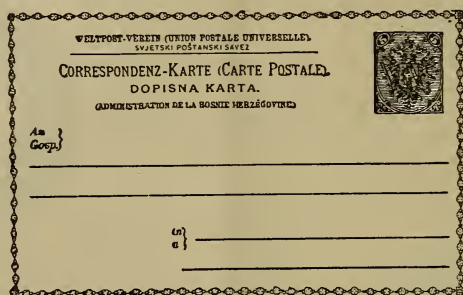 WELTPOST-VEREIN (UNION POSTALE UNIVERSELLE).
SVJETSKI POŠTANSKI SAVEZ
CORRESPONDENZ-KARTE (CARTE POSTALE).
DOPISNA KARTA.
(ADMINISTRATION DE LA BOSNIE HERZÉGOVINE)
An
Gosp.
in
u